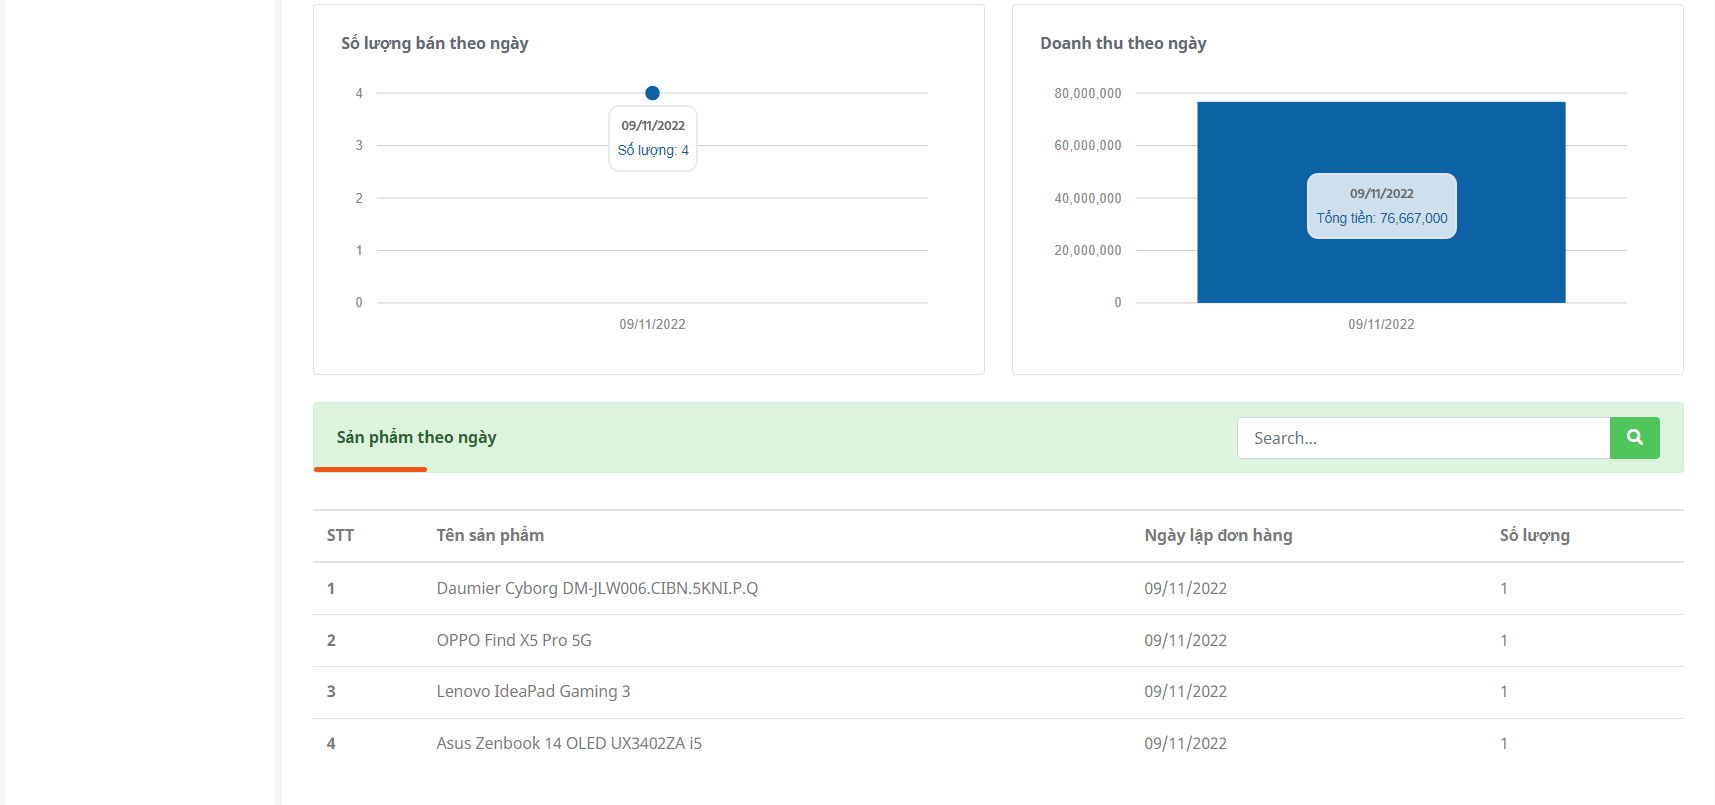 Số lượng bán theo ngày
4
3
2
1
0
09/11/2022
Số lượng: 4
09/11/2022
Doanh thu theo ngày
80,000,000
60,000,000
40,000,000
20,000,000
0
09/11/2022
Tổng tiền: 76,667,000
09/11/2022
Sản phẩm theo ngày
Search...
STT Tên sản phẩm Ngày lập đơn hàng Số lượng
1 Daumier Cyborg DM-JLW006.CIBN.5KNI.P.Q 09/11/2022 1
2 OPPO Find X5 Pro 5G 09/11/2022 1
3 Lenovo IdeaPad Gaming 3 09/11/2022 1
4 Asus Zenbook 14 OLED UX3402ZA i5 09/11/2022 1